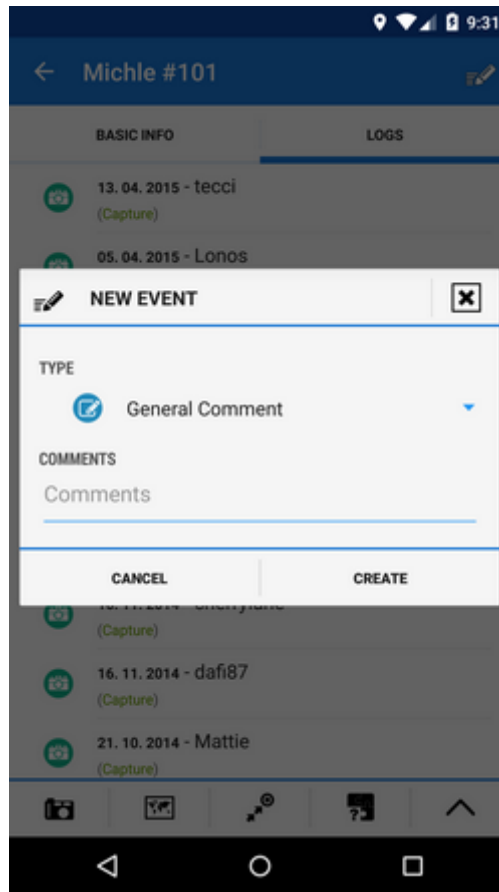 9:31
Michle #101
BASIC INFO
LOGS
13. 04. 2015 - tecci
(Capture)
05. 04. 2015 - Lonos
NEW EVENT
TYPE
General Comment
COMMENTS
Comments
CANCEL
CREATE
(Capture)
16. 11. 2014 - dafi87
(Capture)
21. 10. 2014 - Mattie
(Capture)